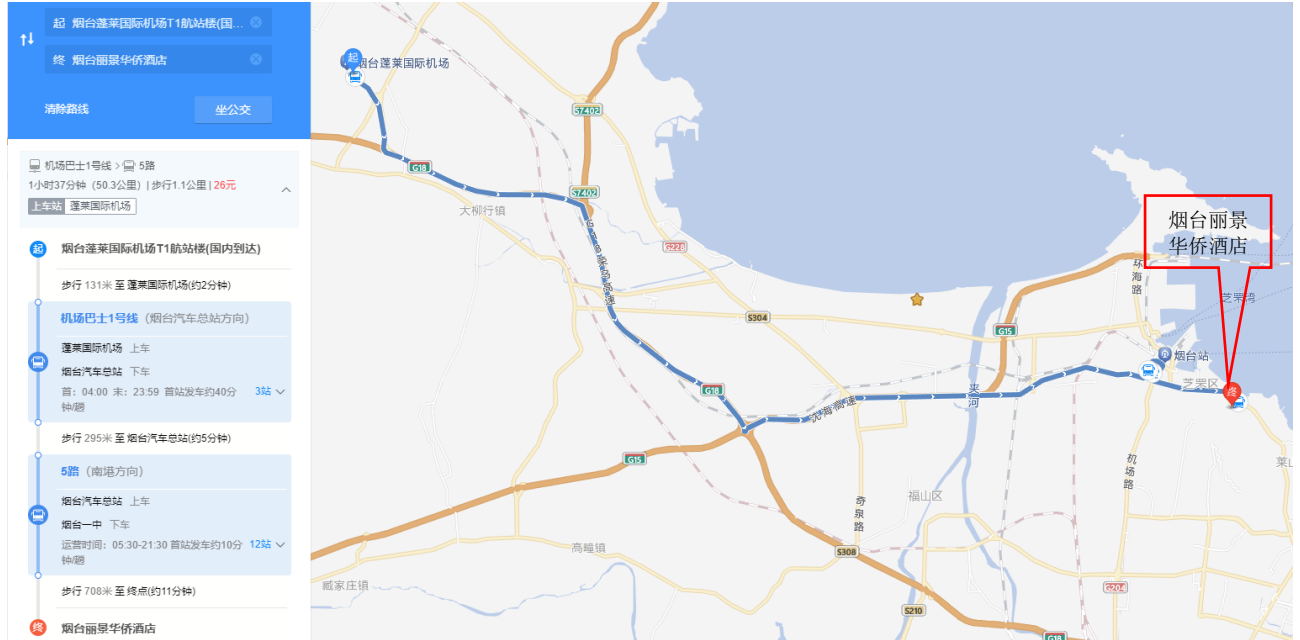 起 烟台蓬莱国际机场T1航站楼(国...
终 烟台丽景华侨酒店
清除路线
坐公交
机场巴士1号线 > 5路
1小时37分钟（50.3公里）| 步行1.1公里 | 26元
上车站 蓬莱国际机场
起 烟台蓬莱国际机场T1航站楼(国内到达)
步行 131米 至 蓬莱国际机场(约2分钟)
机场巴士1号线（烟台汽车总站方向）
蓬莱国际机场 上车
烟台汽车总站 下车
首：04:00 末：23:59 首站发车约40分 3站
钟/趟
步行 295米 至 烟台汽车总站(约5分钟)
5路（南港方向）
烟台汽车总站 上车
烟台一中 下车
运营时间：05:30-21:30 首站发车约10分 12站
钟/趟
步行 708米 至 终点(约11分钟)
终 烟台丽景华侨酒店
起
烟台蓬莱国际机场
S7402
G18
S7402
大柳行镇
G228
烟台丽景
华侨酒店
环海路
芝罘湾
S304
G15
烟台站
夹河
芝罘区
终
G18
沈海高速
G15
机场路
莱山
福山区
奇泉路
高疃镇
S308
臧家庄镇
G204
S210
G18